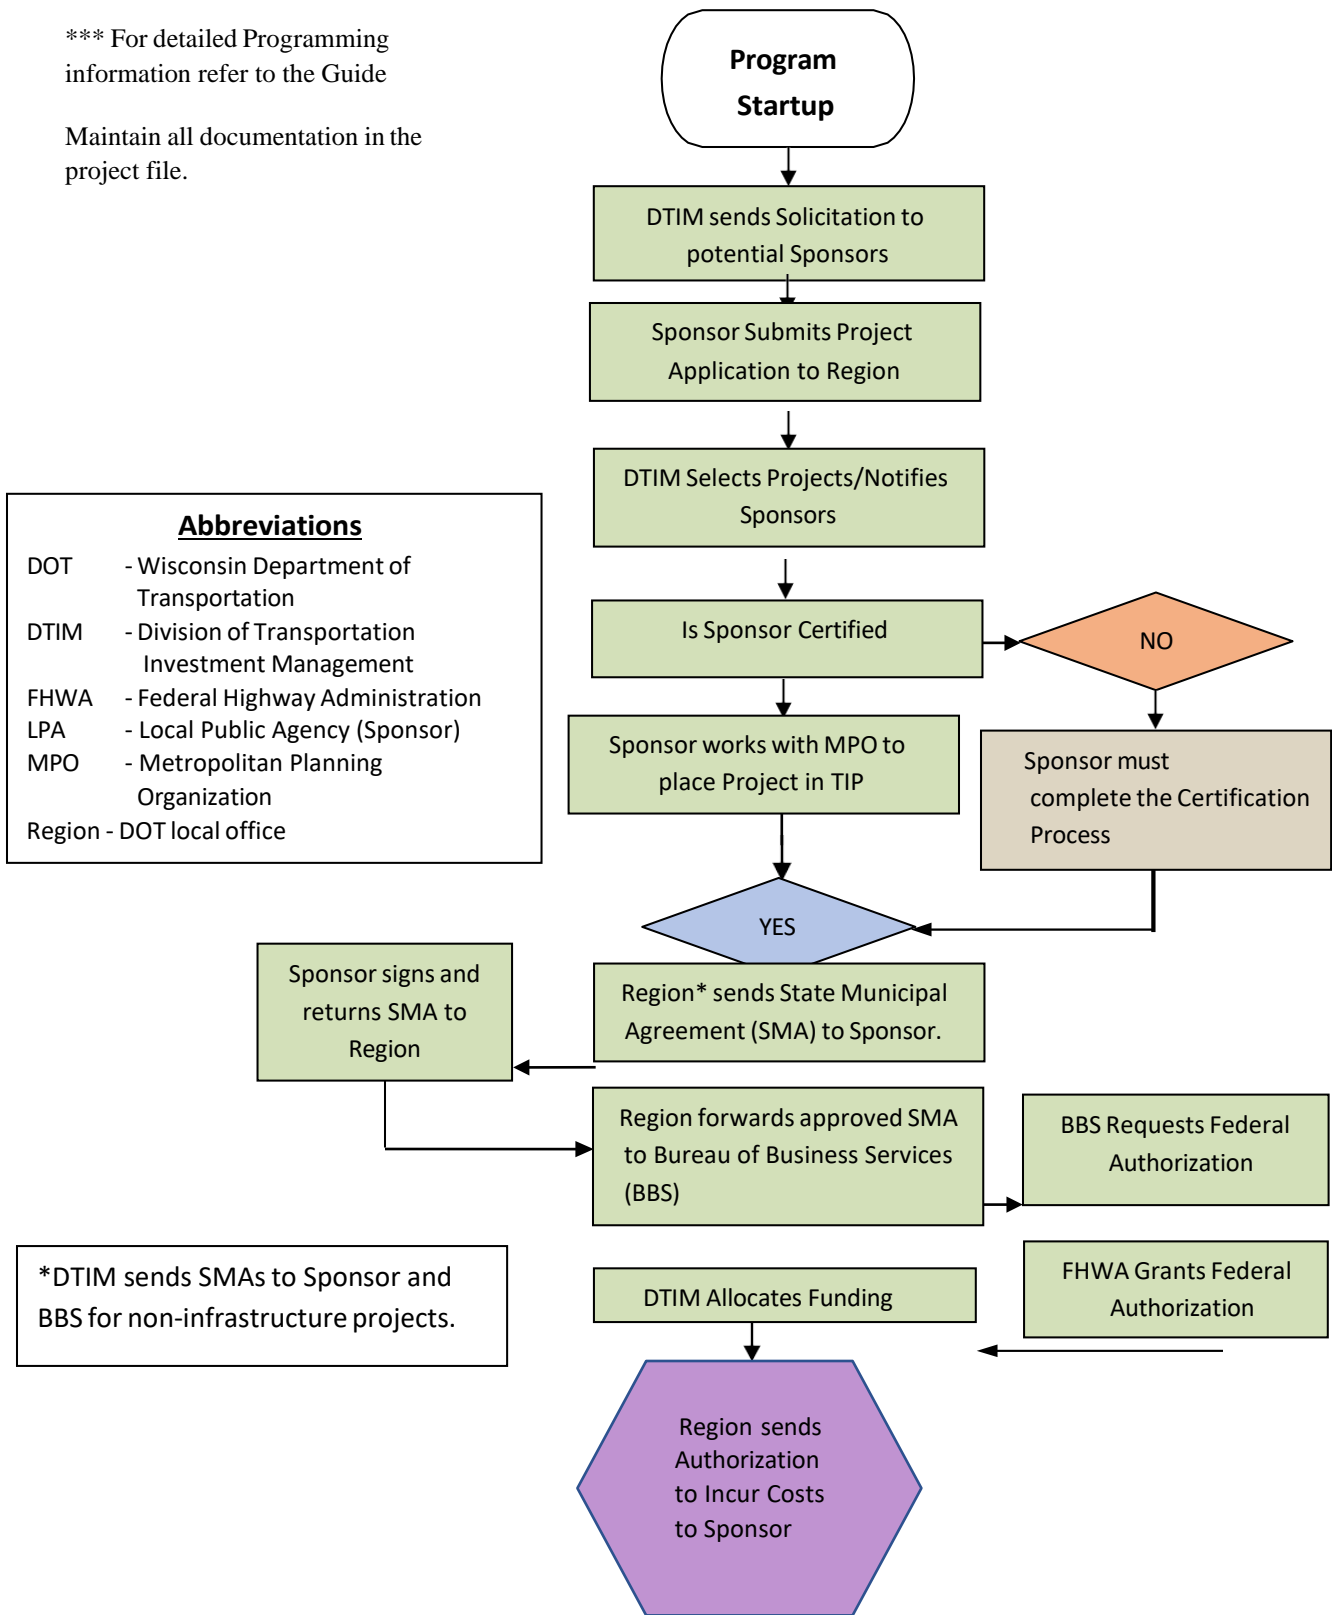 *** For detailed Programming
information refer to the Guide
Maintain all documentation in the
project file.
Program
Startup
DTIM sends Solicitation to
potential Sponsors
Sponsor Submits Project
Application to Region
DTIM Selects Projects/Notifies
Sponsors
Abbreviations
DOT - Wisconsin Department of
Transportation
DTIM - Division of Transportation
Investment Management
FHWA - Federal Highway Administration
LPA - Local Public Agency (Sponsor)
MPO - Metropolitan Planning
Organization
Region - DOT local office
Is Sponsor Certified
NO
Sponsor works with MPO to
place Project in TIP
Sponsor must
complete the Certification
Process
YES
Sponsor signs and
returns SMA to
Region
Region* sends State Municipal
Agreement (SMA) to Sponsor.
Region forwards approved SMA
to Bureau of Business Services
(BBS)
BBS Requests Federal
Authorization
*DTIM sends SMAs to Sponsor and
BBS for non-infrastructure projects.
DTIM Allocates Funding
FHWA Grants Federal
Authorization
Region sends
Authorization
to Incur Costs
to Sponsor